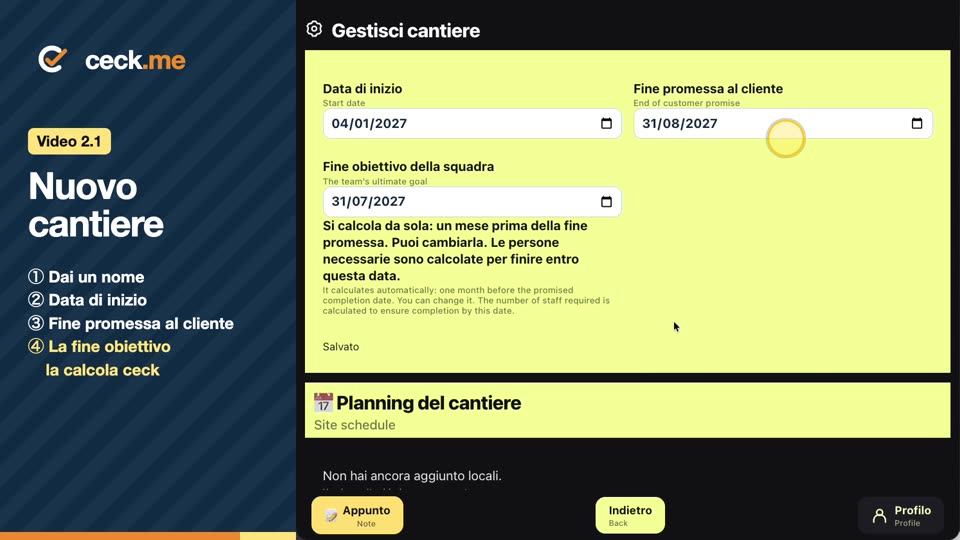 ceck.me
Video 2.1
Nuovo
cantiere
① Dai un nome
② Data di inizio
③ Fine promessa al cliente
④ La fine obiettivo
la calcola ceck
Gestisci cantiere
Data di inizio
Start date
04/01/2027
Fine promessa al cliente
End of customer promise
31/08/2027
Fine obiettivo della squadra
The team's ultimate goal
31/07/2027
Si calcola da sola: un mese prima della fine
promessa. Puoi cambiarla. Le persone
necessarie sono calcolate per finire entro
questa data.
It calculates automatically: one month before the promised
completion date. You can change it. The number of staff required is
calculated to ensure completion by this date.
Salvato
17 Planning del cantiere
Site schedule
Non hai ancora aggiunto locali.
Appunto
Note
Indietro
Back
Profilo
Profile